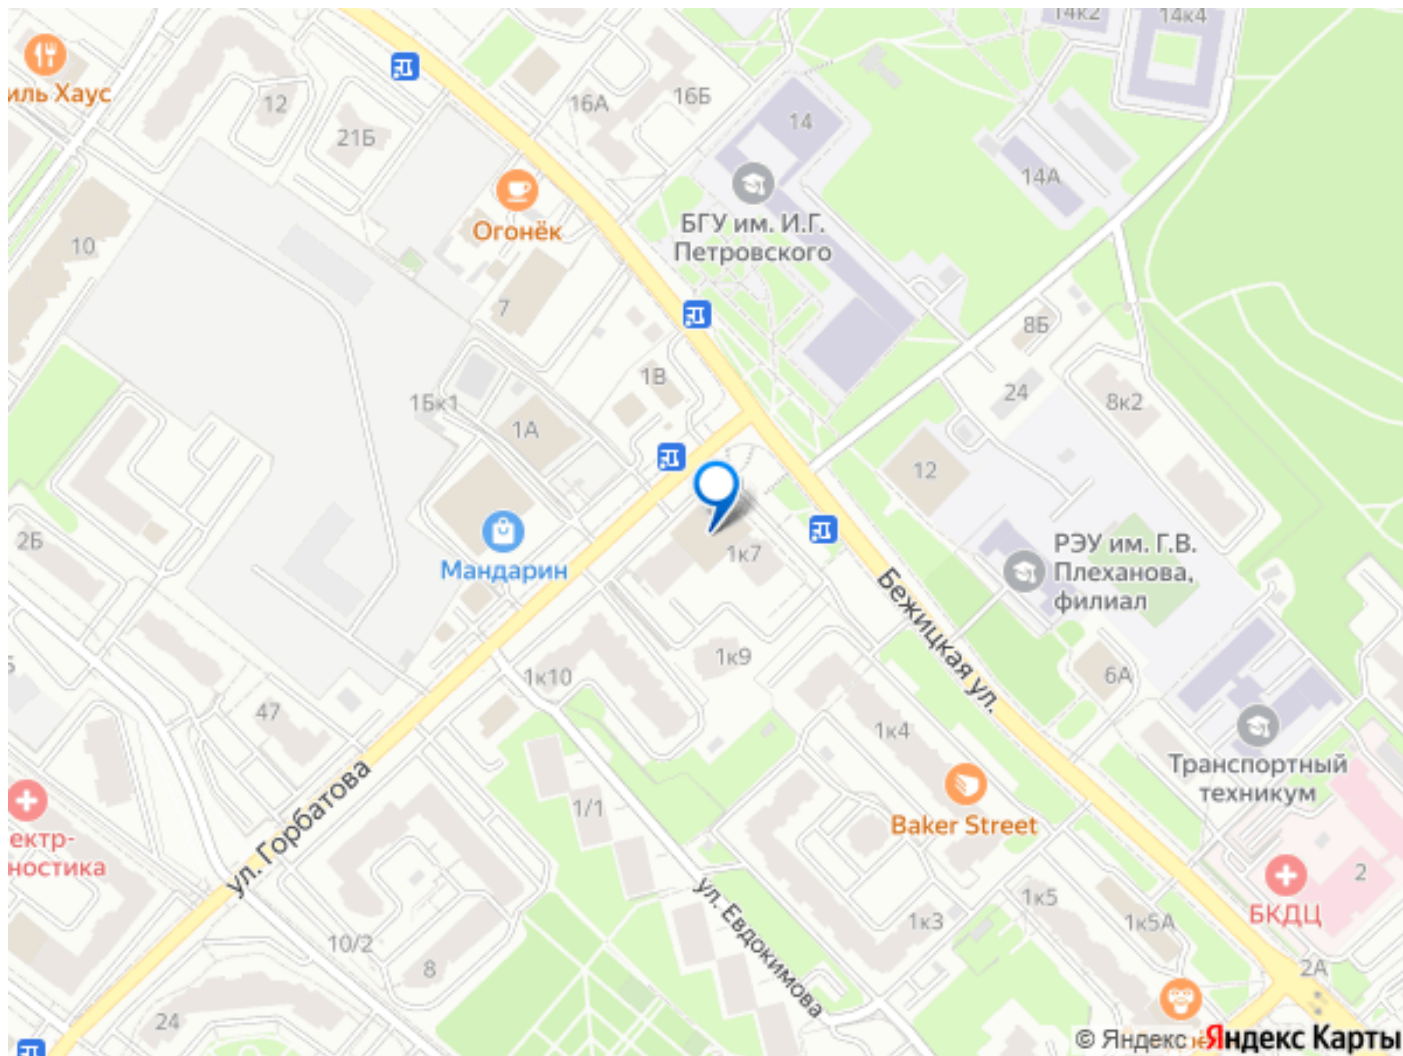 14к2
14к4
иль Хаус
12
16А
16Б
14
21Б
14А
БГУ им. И.Г.
Петровского
Огонёк
10
7
8Б
1В
24
8к2
1Бк1
1А
12
2Б
Мандарин
1к7
РЭУ им. Г.В.
Плеханова,
филиал
Бежицкая ул.
1к9
1к10
6А
47
1к4
Транспортный
техникум
ул. Горбатова
1/1
Baker Street
ектр-
ностика
2
БКДЦ
ул. Евдокимова
1к5
1к3
1к5А
10/2
8
2А
24
© Яндекс
Яндекс Карты